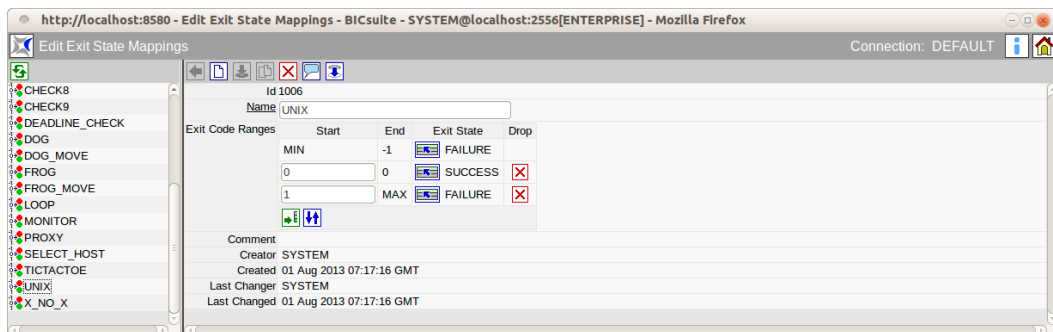 http://localhost:8580 - Edit Exit State Mappings - BICsuite - SYSTEM@localhost:2556[ENTERPRISE] - Mozilla Firefox
Edit Exit State Mappings
Connection: DEFAULT
CHECK8
CHECK9
DEADLINE_CHECK
DOG
DOG_MOVE
FROG
FROG_MOVE
LOOP
MONITOR
PROXY
SELECT_HOST
TICTACTOE
UNIX
X_NO_X
Id 1006
Name UNIX
Exit Code Ranges Start End Exit State Drop
MIN -1 FAILURE
0 0 SUCCESS
1 MAX FAILURE
Comment
Creator SYSTEM
Created 01 Aug 2013 07:17:16 GMT
Last Changer SYSTEM
Last Changed 01 Aug 2013 07:17:16 GMT